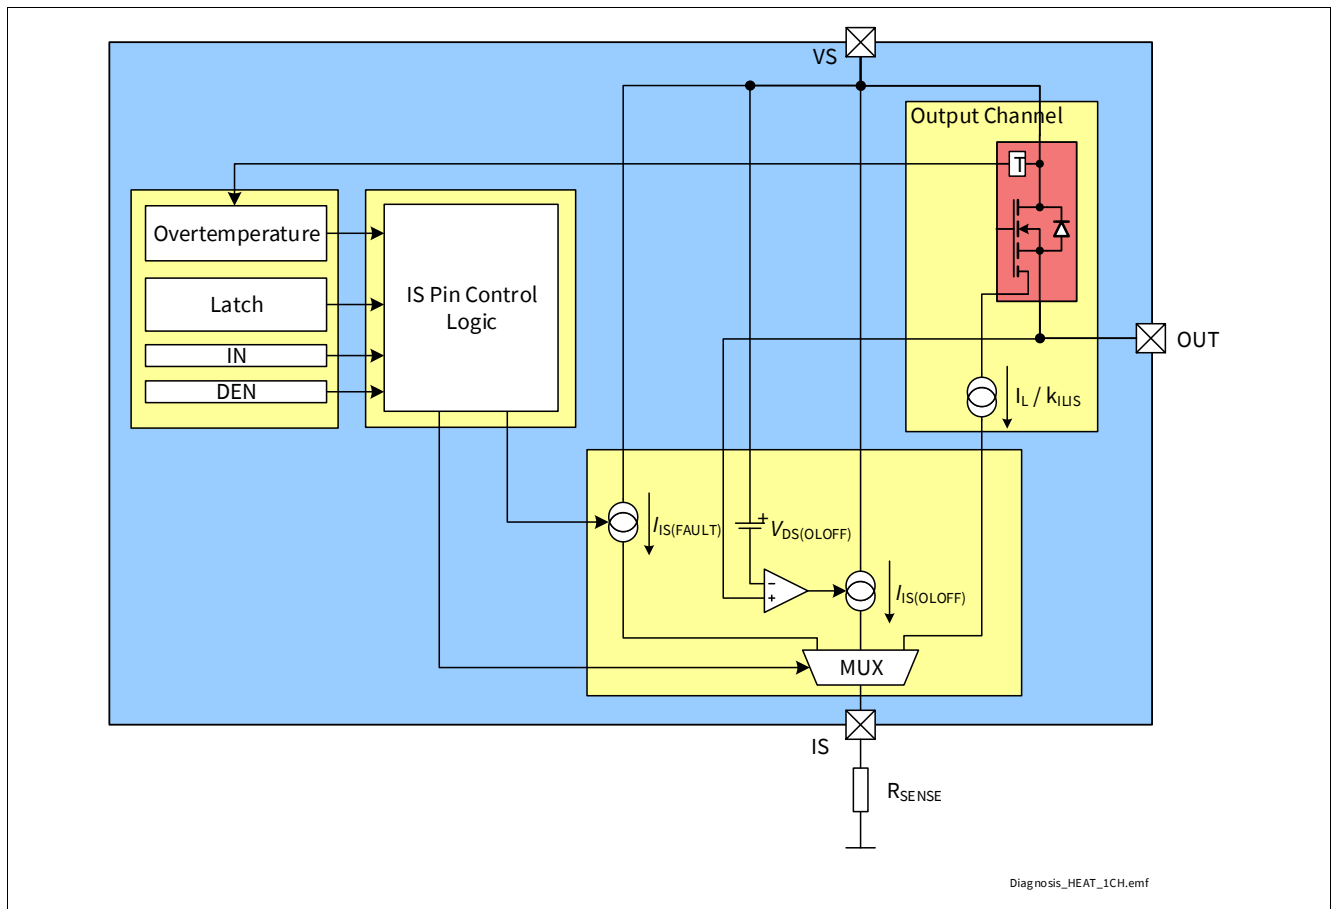 VS
Output Channel
T
Overtemperature
Latch
IN
DEN
IS Pin Control
Logic
OUT
IL / kILIS
IIS(FAULT)
+
VDS(OLOFF)
−
+
IIS(OLOFF)
MUX
IS
RSENSE
Diagnosis_HEAT_1CH.emf